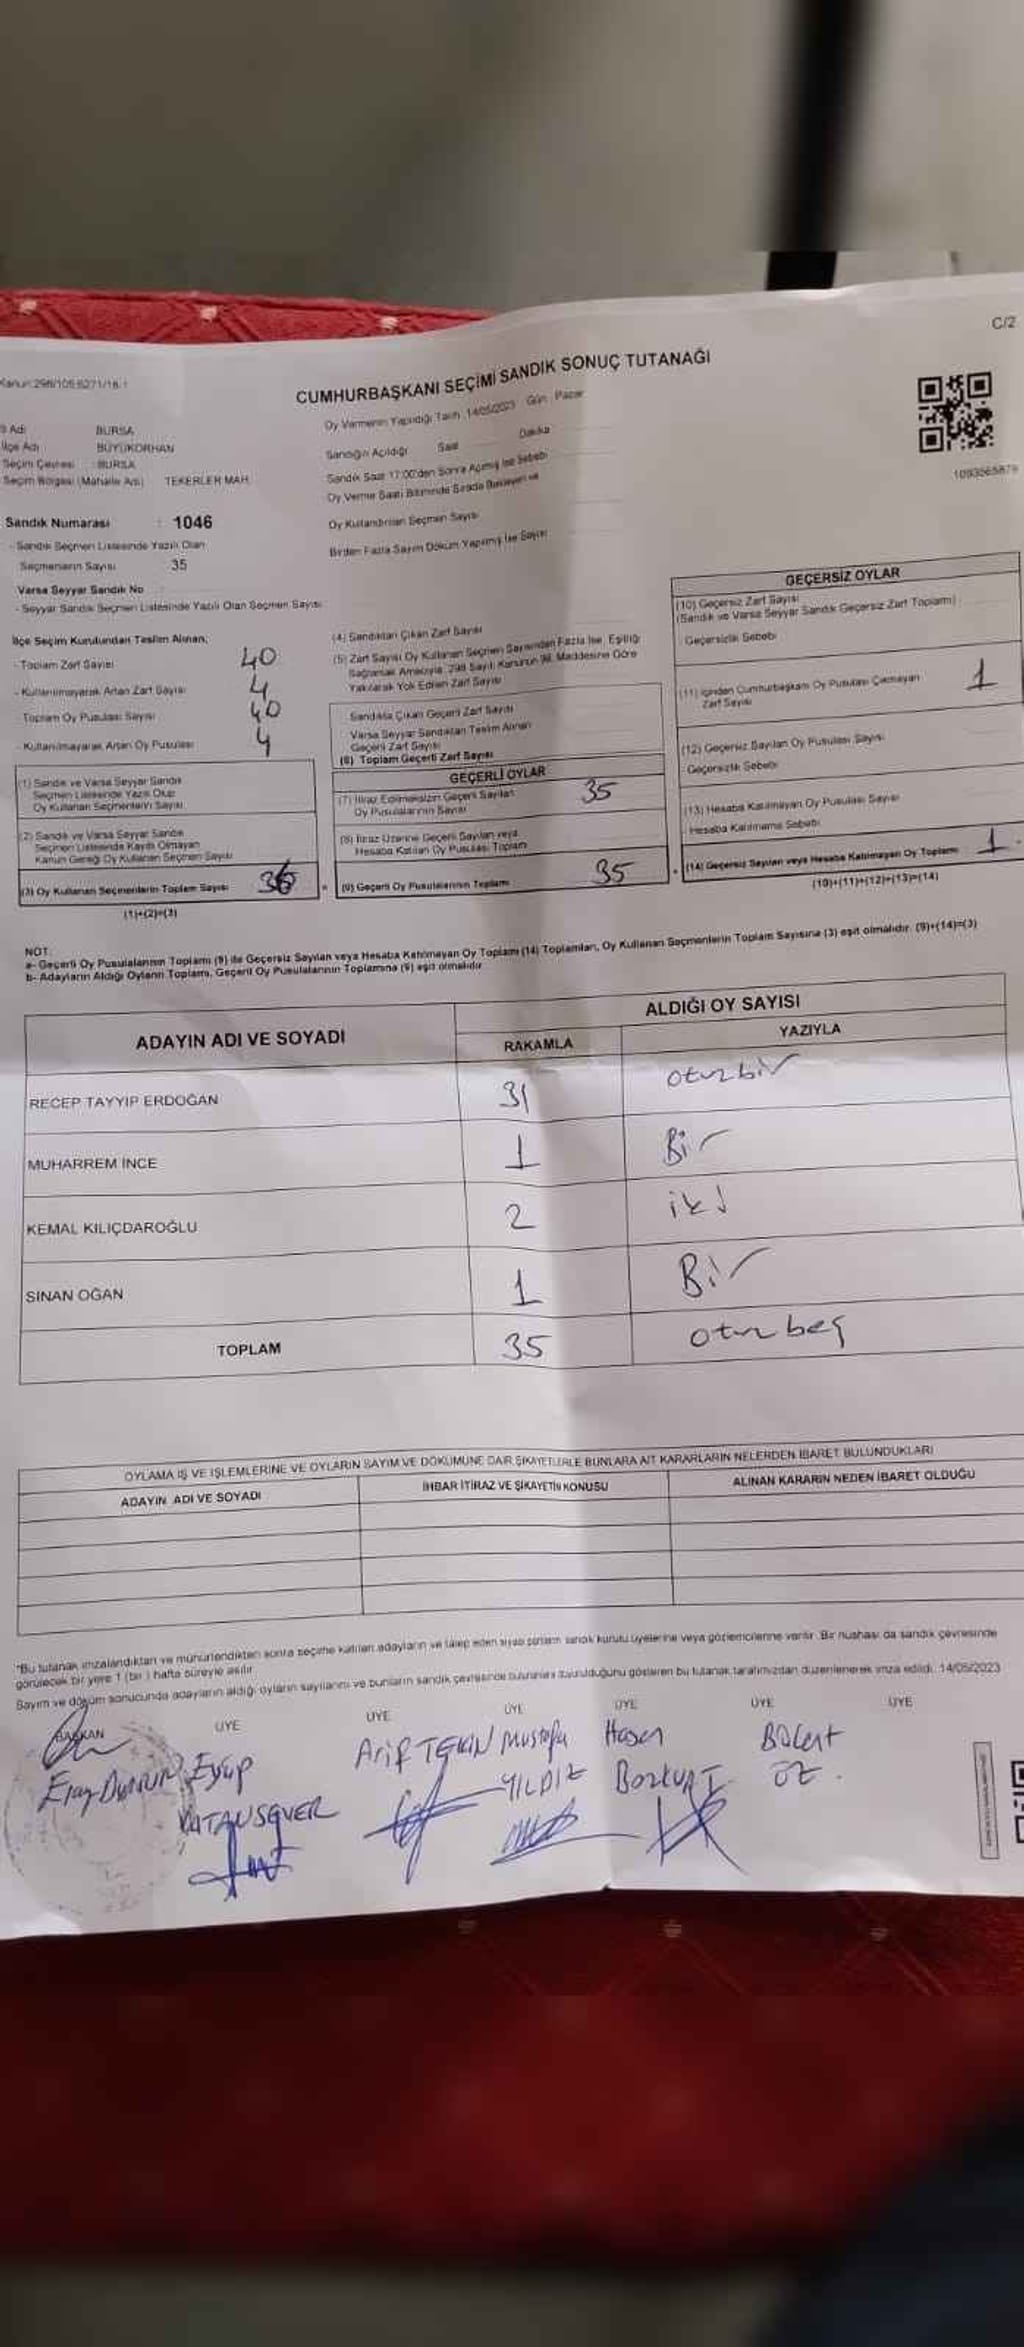 C/2
Kanun:298/105,6271/18-1
CUMHURBAŞKANI SEÇİMİ SANDIK SONUÇ TUTANAĞI
İl Adı BURSA
İlçe Adı BÜYÜKORHAN
Seçim Çevresi : BURSA
Seçim Bölgesi (Mahalle Adı) TEKERLER MAH.
Oy Vermenin Yapıldığı Tarih 14/05/2023 Gün Pazar
Sandığın Açıldığı Saat Dakika
Sandık Saat 17:00'den Sonra Açılmış İse Sebebi
Oy Verme Saati Bitiminde Sırada Bekleyen ve
Oy Kullandırılan Seçmen Sayısı
Birden Fazla Sayım Döküm Yapılmış İse Sayısı
1093565879
Sandık Numarası : 1046
- Sandık Seçmen Listesinde Yazılı Olan
Seçmenlerin Sayısı 35
Varsa Seyyar Sandık No
- Seyyar Sandık Seçmen Listesinde Yazılı Olan Seçmen Sayısı
İlçe Seçim Kurulundan Teslim Alınan;
- Toplam Zarf Sayısı 40
- Kullanılmayarak Artan Zarf Sayısı 4
- Toplam Oy Pusulası Sayısı 40
- Kullanılmayarak Artan Oy Pusulası 4
(1) Sandık ve Varsa Seyyar Sandık
Seçmen Listesinde Yazılı Olup
Oy Kullanan Seçmenlerin Sayısı
(2) Sandık ve Varsa Seyyar Sandık
Seçmen Listesinde Kayıtlı Olmayan
Kanun Gereği Oy Kullanan Seçmen Sayısı
(3) Oy Kullanan Seçmenlerin Toplam Sayısı 36
(1)+(2)=(3)
(4) Sandıktan Çıkan Zarf Sayısı
(5) Zarf Sayısı Oy Kullanan Seçmen Sayısından Fazla İse, Eşitliği
Sağlamak Amacıyla, 298 Sayılı Kanunun 98. Maddesine Göre
Yakılarak Yok Edilen Zarf Sayısı
Sandıkta Çıkan Geçerli Zarf Sayısı
Varsa Seyyar Sandıktan Teslim Alınan
Geçerli Zarf Sayısı
(6) Toplam Geçerli Zarf Sayısı
GEÇERLİ OYLAR
(7) İtiraz Edilmeksizin Geçerli Sayılan
Oy Pusulalarının Sayısı 35
(8) İtiraz Üzerine Geçerli Sayılan veya
Hesaba Katılan Oy Pusulası Toplamı
(9) Geçerli Oy Pusulalarının Toplamı 35
GEÇERSİZ OYLAR
(10) Geçersiz Zarf Sayısı
(Sandık ve Varsa Seyyar Sandık Geçersiz Zarf Toplamı)
Geçersizlik Sebebi
(11) İçinden Cumhurbaşkanı Oy Pusulası Çıkmayan
Zarf Sayısı 1
(12) Geçersiz Sayılan Oy Pusulası Sayısı
Geçersizlik Sebebi
(13) Hesaba Katılmayan Oy Pusulası Sayısı
Hesaba Katılmama Sebebi
(14) Geçersiz Sayılan veya Hesaba Katılmayan Oy Toplamı 1
(10)+(11)+(12)+(13)=(14)
NOT:
a- Geçerli Oy Pusulalarının Toplamı (9) ile Geçersiz Sayılan veya Hesaba Katılmayan Oy Toplamı (14) Toplamları, Oy Kullanan Seçmenlerin Toplam Sayısına (3) eşit olmalıdır. (9)+(14)=(3)
b- Adayların Aldığı Oyların Toplamı, Geçerli Oy Pusulalarının Toplamına (9) eşit olmalıdır
ADAYIN ADI VE SOYADI
ALDIĞI OY SAYISI
RAKAMLA YAZIYLA
RECEP TAYYIP ERDOĞAN 31 otuzbir
MUHARREM İNCE 1 Bir
KEMAL KILIÇDAROĞLU 2 iki
SINAN OĞAN 1 Bir
TOPLAM 35 otuz beş
OYLAMA İŞ VE İŞLEMLERİNE VE OYLARIN SAYIM VE DÖKÜMÜNE DAİR ŞİKAYETLERLE BUNLARA AİT KARARLARIN NELERDEN İBARET BULUNDUKLARI
ADAYIN ADI VE SOYADI İHBAR İTİRAZ VE ŞİKAYETİN KONUSU ALINAN KARARIN NEDEN İBARET OLDUĞU
*Bu tutanak imzalandıktan ve mühürlendikten sonra seçime katılan adayların ve talep eden siyasi partilerin sandık kurulu üyelerine veya gözlemcilerine verilir. Bir nüshası da sandık çevresinde
görülecek bir yere 1 (bir) hafta süreyle asılır
Sayım ve döküm sonucunda adayların aldığı oyların sayılarını ve bunların sandık çevresinde duyurulduğunu gösteren bu tutanak tarafımızdan düzenlenerek imza edildi. 14/05/2023
BAŞKAN ÜYE ÜYE ÜYE ÜYE ÜYE ÜYE
Eyüp Arif TEKİN Mustafa YILDIZ Hasan BOZKURT Bülent ÖZ.